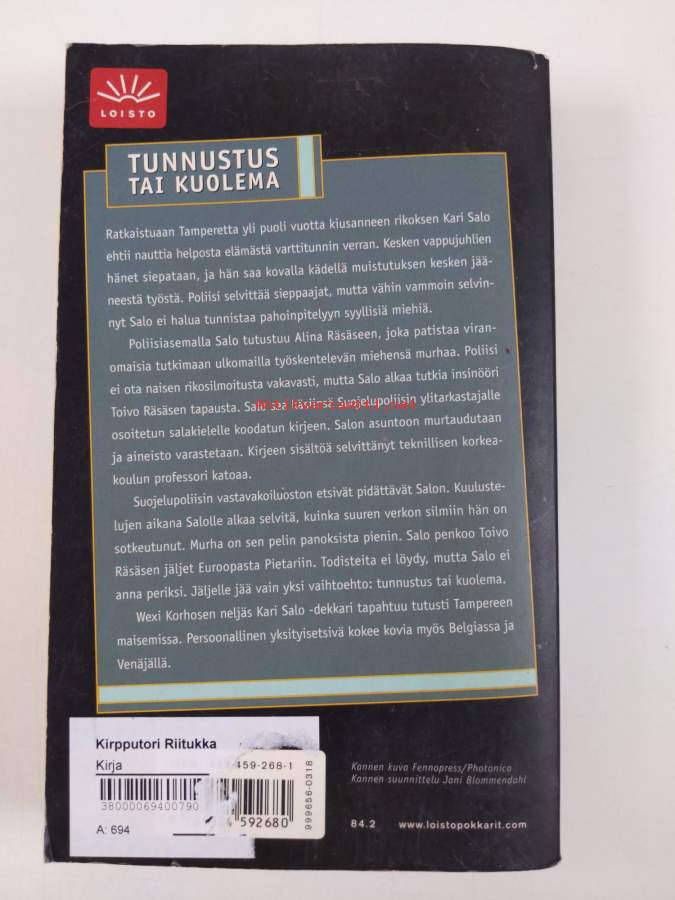 LOISTO
TUNNUSTUS
TAI KUOLEMA
Ratkaistuaan Tamperetta yli puoli vuotta kiusanneen rikoksen Kari Salo
ehtii nauttia helposta elämästä varttitunnin verran. Kesken vappujuhlien
hänet siepataan, ja hän saa kovalla kädellä muistutuksen kesken jää-
neestä työstä. Poliisi selvittää sieppaajat, mutta vähin vammoin selvin-
nyt Salo ei halua tunnistaa pahoinpitelyyn syyllisiä miehiä.
Poliisiasemalla Salo tutustuu Alina Räsäseen, joka patistaa viran-
omaisia tutkimaan ulkomailla työskentelevän miehensä murhaa. Poliisi
ei ota naisen rikosilmoitusta vakavasti, mutta Salo alkaa tutkia insinööri
Toivo Räsäsen tapausta. Salo saa käsiinsä Suojelupoliisin ylitarkastajalle
osoitetun salakielelle koodatun kirjeen. Salon asuntoon murtaudutaan
ja aineisto varastetaan. Kirjeen sisältöä selvittänyt teknillisen korkea-
koulun professori katoaa.
Suojelupoliisin vastavakoiluoston etsivät pidättävät Salon. Kuuluste-
lujen aikana Salolle alkaa selvitä, kuinka suuren verkon silmiin hän on
sotkeutunut. Murha on sen pelin panoksista pienin. Salo penkoo Toivo
Räsäsen jäljet Euroopasta Pietariin. Todisteita ei löydy, mutta Salo ei
anna periksi. Jäljelle jää vain yksi vaihtoehto: tunnustus tai kuolema.
Wexi Korhosen neljäs Kari Salo -dekkari tapahtuu tutusti Tampereen
maisemissa. Persoonallinen yksityisetsivä kokee kovia myös Belgiassa ja
Venäjällä.
Kirpputori Riitukka
Kirja
459-268-1
38000069400790
592680
999656-0318
A: 694
Kannen kuva Fennopress/Photonica
Kannen suunnittelu Jani Blommendahl
84.2
www.loistopokkarit.com